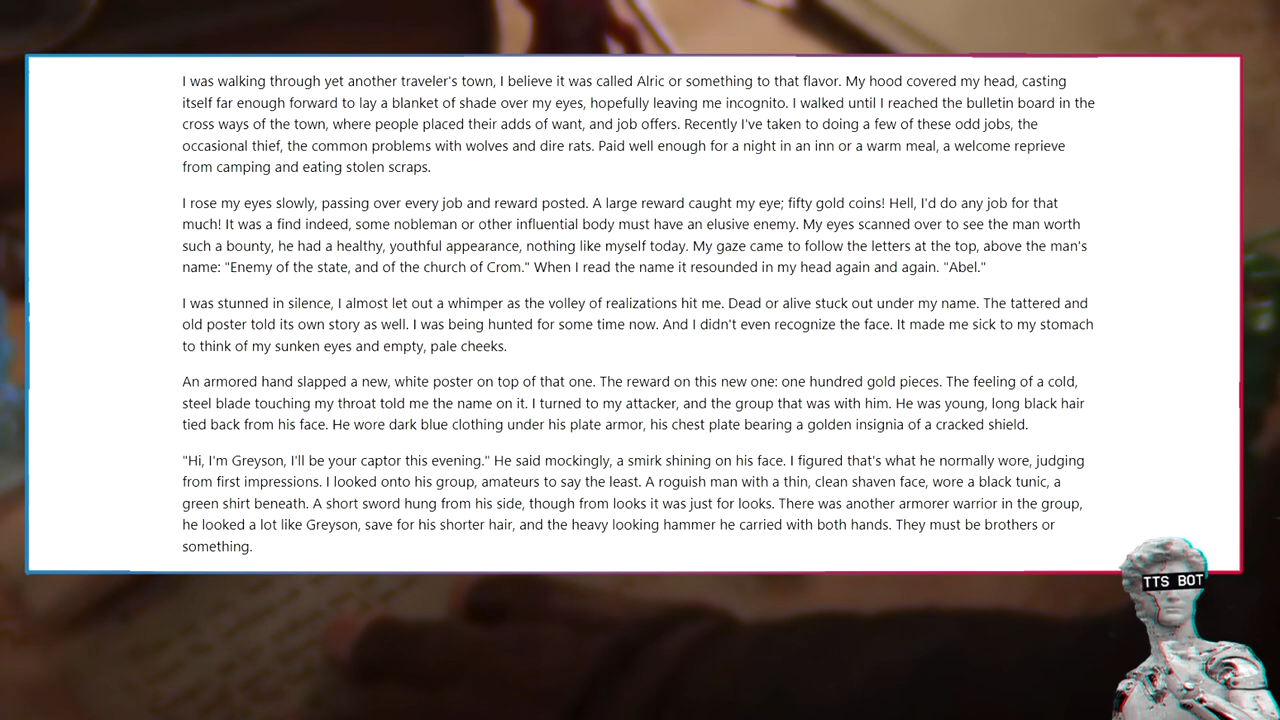 I was walking through yet another traveler's town, I believe it was called Alric or something to that flavor. My hood covered my head, casting
itself far enough forward to lay a blanket of shade over my eyes, hopefully leaving me incognito. I walked until I reached the bulletin board in the
cross ways of the town, where people placed their adds of want, and job offers. Recently I've taken to doing a few of these odd jobs, the
occasional thief, the common problems with wolves and dire rats. Paid well enough for a night in an inn or a warm meal, a welcome reprieve
from camping and eating stolen scraps.
I rose my eyes slowly, passing over every job and reward posted. A large reward caught my eye; fifty gold coins! Hell, I'd do any job for that
much! It was a find indeed, some nobleman or other influential body must have an elusive enemy. My eyes scanned over to see the man worth
such a bounty, he had a healthy, youthful appearance, nothing like myself today. My gaze came to follow the letters at the top, above the man's
name: "Enemy of the state, and of the church of Crom." When I read the name it resounded in my head again and again. "Abel."
I was stunned in silence, I almost let out a whimper as the volley of realizations hit me. Dead or alive stuck out under my name. The tattered and
old poster told its own story as well. I was being hunted for some time now. And I didn't even recognize the face. It made me sick to my stomach
to think of my sunken eyes and empty, pale cheeks.
An armored hand slapped a new, white poster on top of that one. The reward on this new one: one hundred gold pieces. The feeling of a cold,
steel blade touching my throat told me the name on it. I turned to my attacker, and the group that was with him. He was young, long black hair
tied back from his face. He wore dark blue clothing under his plate armor, his chest plate bearing a golden insignia of a cracked shield.
"Hi, I'm Greyson, I'll be your captor this evening." He said mockingly, a smirk shining on his face. I figured that's what he normally wore, judging
from first impressions. I looked onto his group, amateurs to say the least. A roguish man with a thin, clean shaven face, wore a black tunic, a
green shirt beneath. A short sword hung from his side, though from looks it was just for looks. There was another armorer warrior in the group,
he looked a lot like Greyson, save for his shorter hair, and the heavy looking hammer he carried with both hands. They must be brothers or
something.
TTS BOT